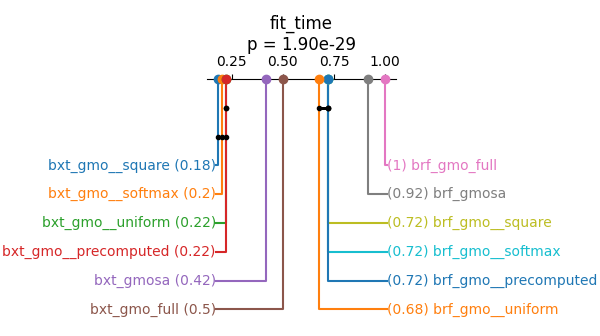 fit_time
p = 1.90e-29
0.25 0.50 0.75 1.00
bxt_gmo__square (0.18)
bxt_gmo__softmax (0.2)
bxt_gmo__uniform (0.22)
bxt_gmo__precomputed (0.22)
bxt_gmosa (0.42)
bxt_gmo_full (0.5)
(1) brf_gmo_full
(0.92) brf_gmosa
(0.72) brf_gmo__square
(0.72) brf_gmo__softmax
(0.72) brf_gmo__precomputed
(0.68) brf_gmo__uniform